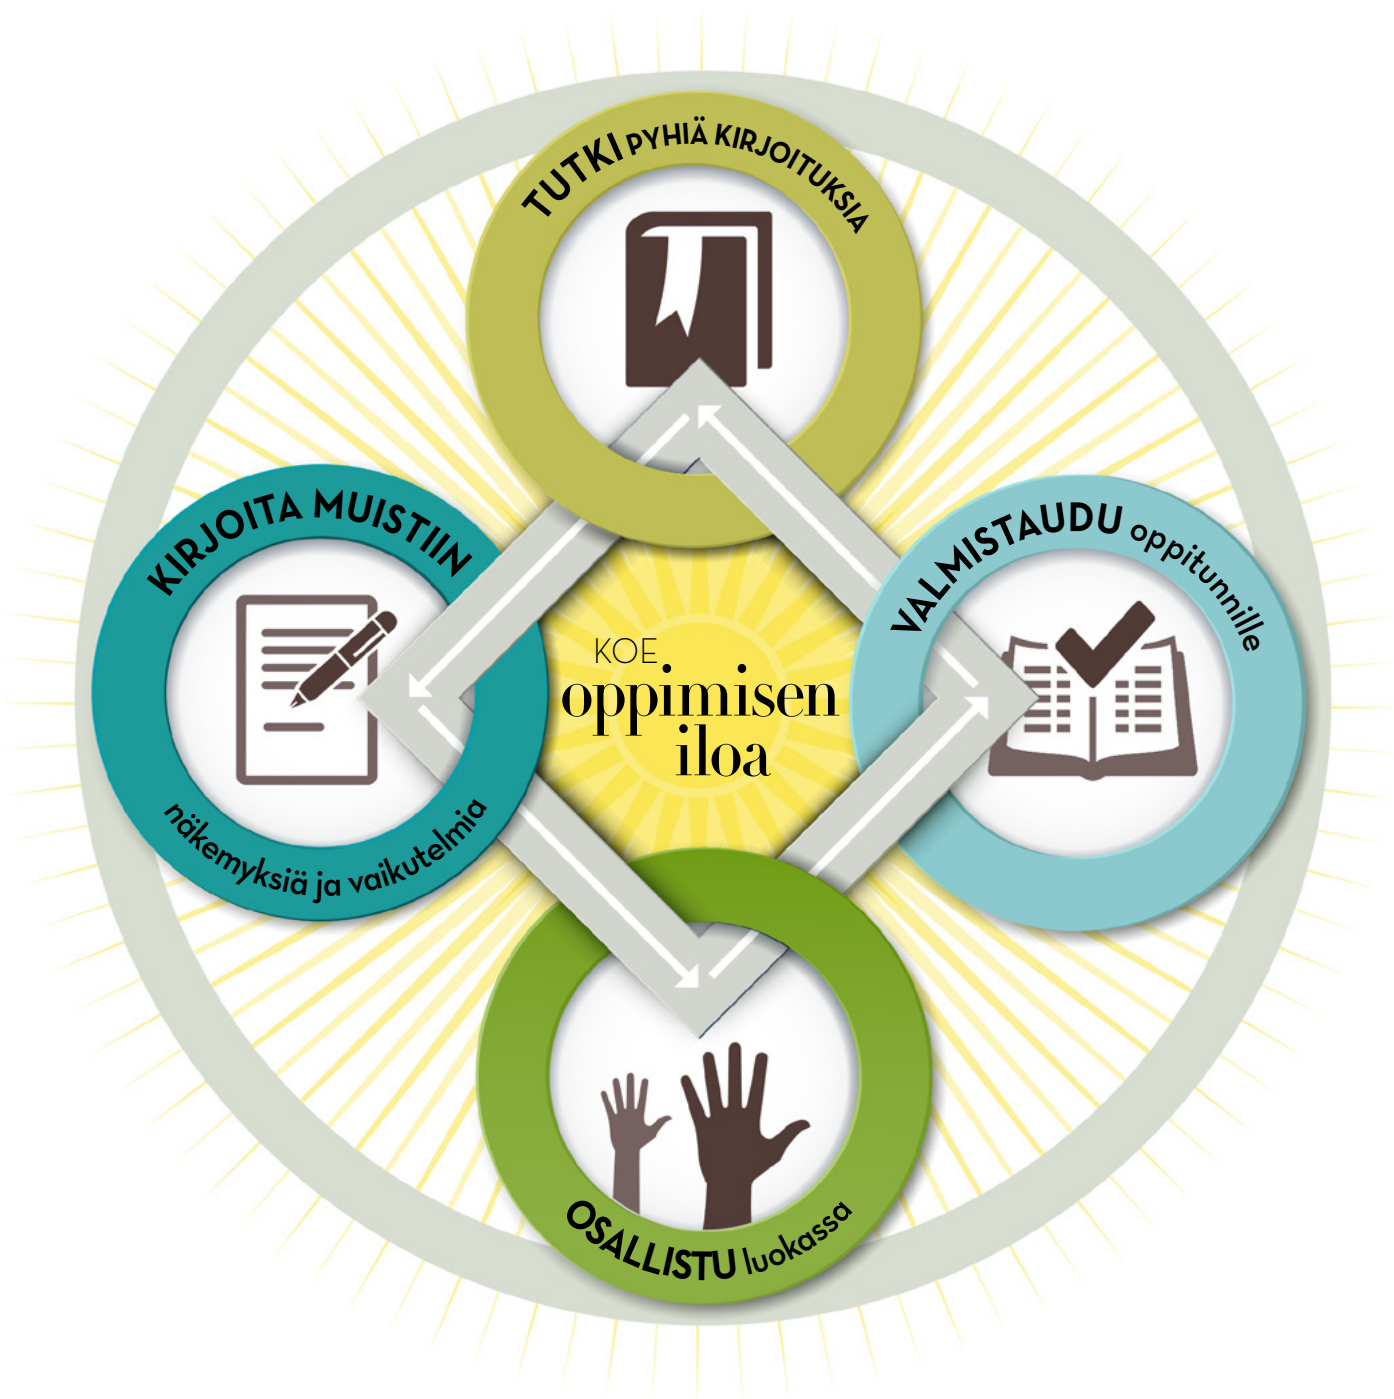 TUTKI PYHIÄ KIRJOITUKSIA
KIRJOITA MUISTIIN
näkemyksiä ja vaikutelmia
VALMISTAUDU oppitunnille
KOE
oppimisen
iloa
OSALLISTU luokassa